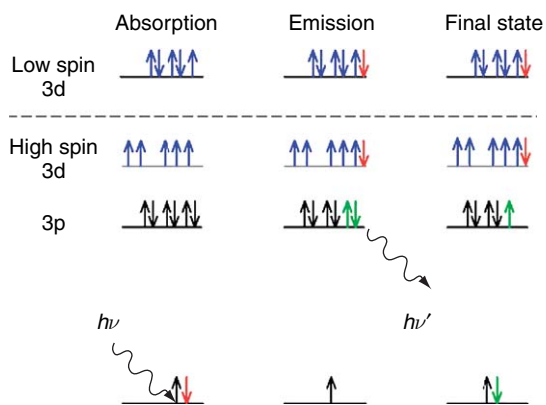 Absorption Emission Final state
Low spin
3d
High spin
3d
3p
hν hν′